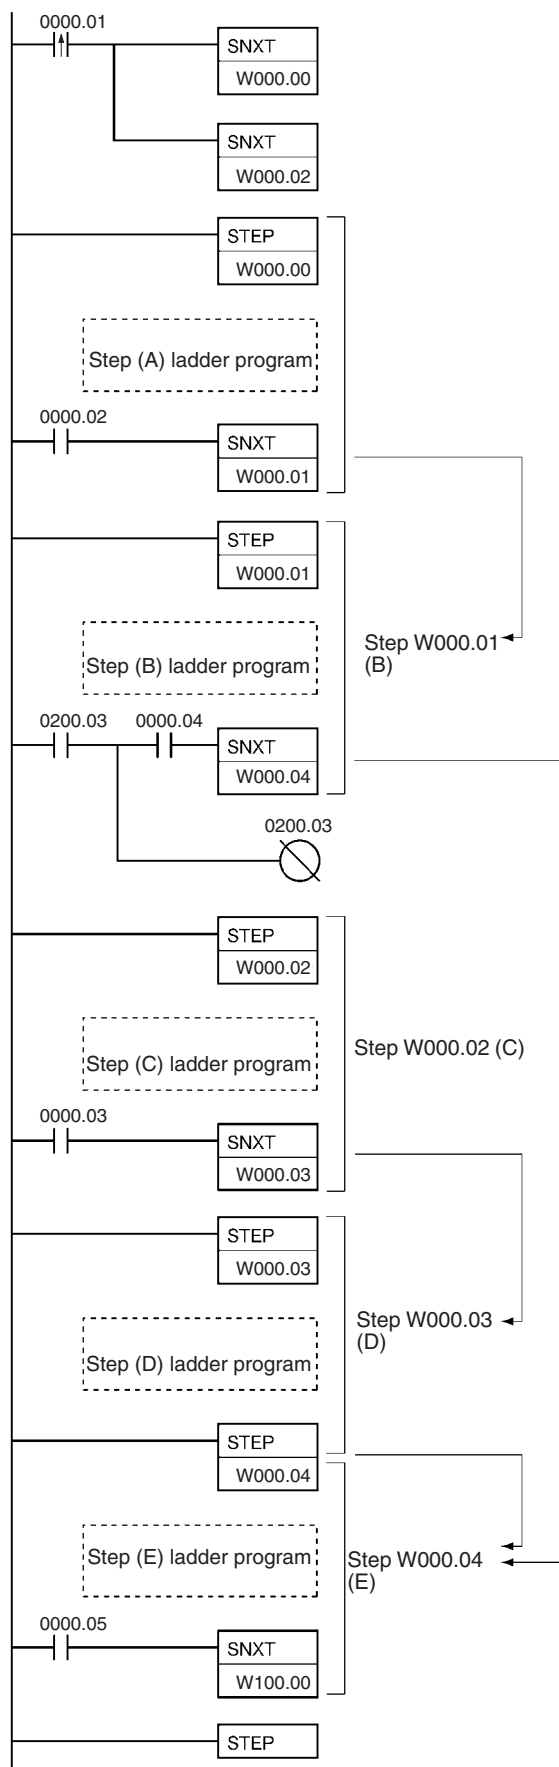 0000.01
SNXT
W000.00
SNXT
W000.02
STEP
W000.00
Step (A) ladder program
0000.02
SNXT
W000.01
STEP
W000.01
Step W000.01
(B)
Step (B) ladder program
0200.03 0000.04
SNXT
W000.04
0200.03
STEP
W000.02
Step W000.02 (C)
Step (C) ladder program
0000.03
SNXT
W000.03
STEP
W000.03
Step W000.03
(D)
Step (D) ladder program
STEP
W000.04
Step (E) ladder program
Step W000.04
(E)
0000.05
SNXT
W100.00
STEP